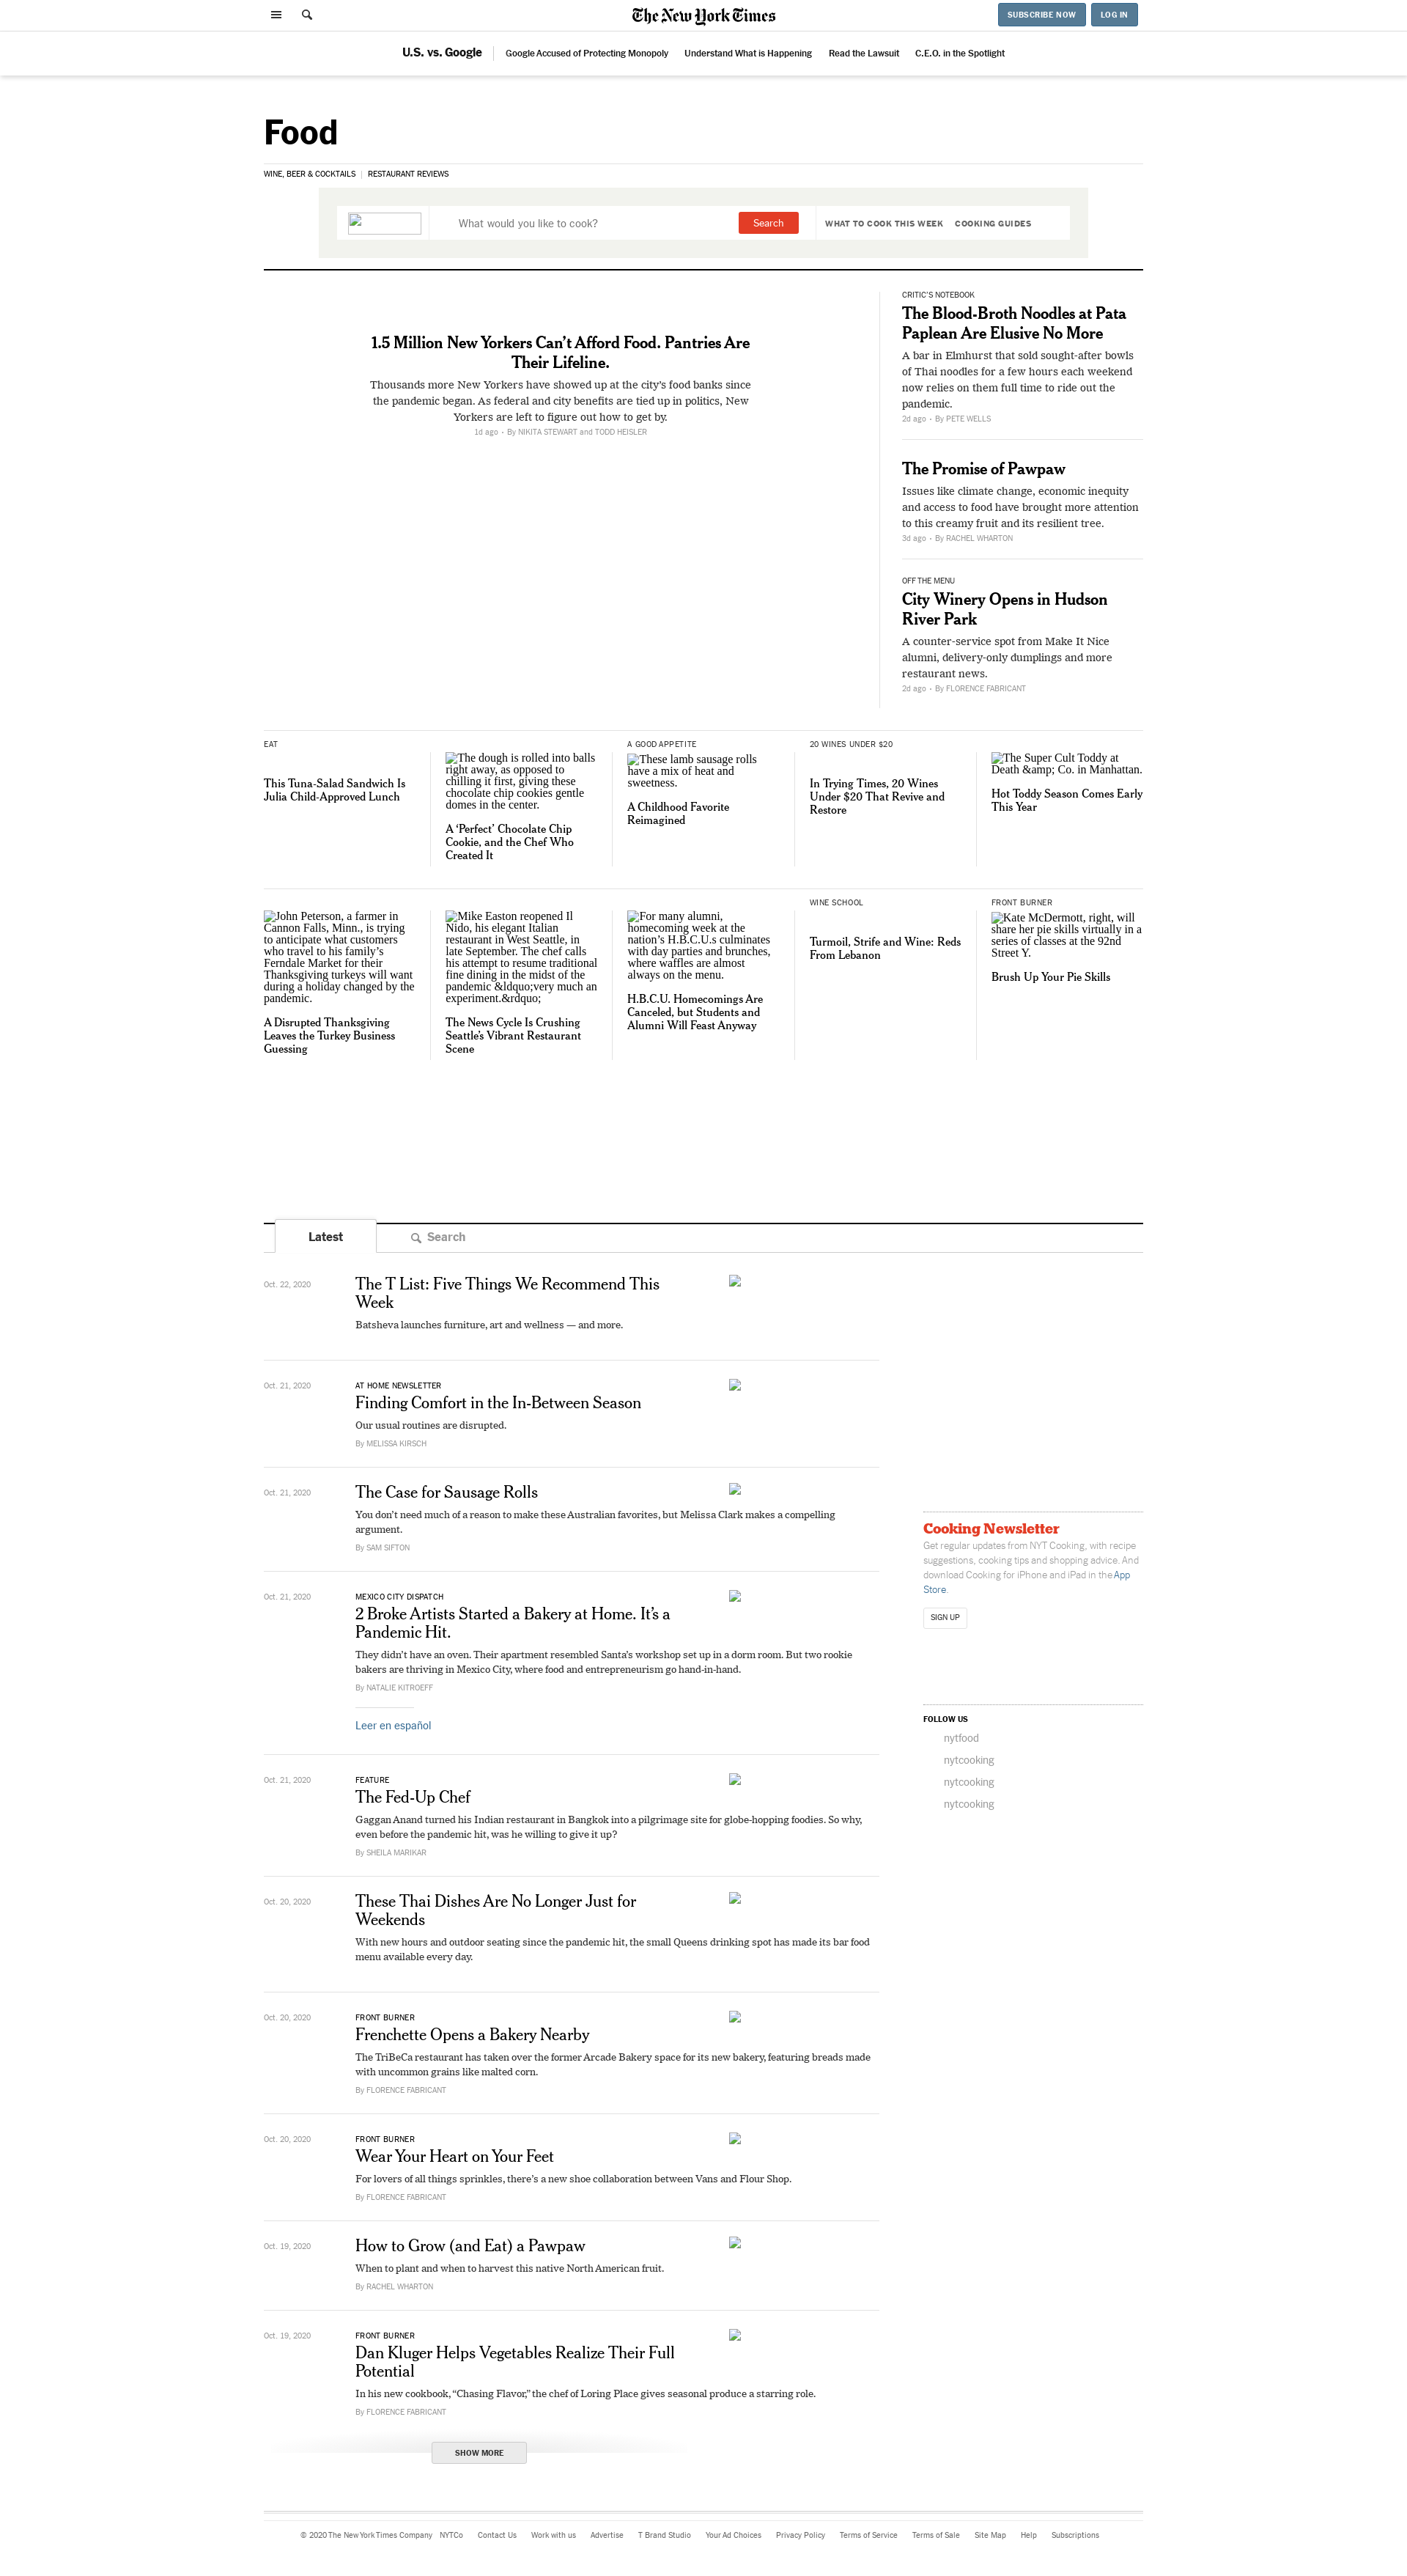 The New York Times
SUBSCRIBE NOW
LOG IN
U.S. vs. Google
Google Accused of Protecting Monopoly
Understand What is Happening
Read the Lawsuit
C.E.O. in the Spotlight
Food
WINE, BEER & COCKTAILS
RESTAURANT REVIEWS
What would you like to cook?
Search
WHAT TO COOK THIS WEEK
COOKING GUIDES
1.5 Million New Yorkers Can’t Afford Food. Pantries Are
Their Lifeline.
Thousands more New Yorkers have showed up at the city’s food banks since
the pandemic began. As federal and city benefits are tied up in politics, New
Yorkers are left to figure out how to get by.
1d ago • By NIKITA STEWART and TODD HEISLER
CRITIC’S NOTEBOOK
The Blood-Broth Noodles at Pata
Paplean Are Elusive No More
A bar in Elmhurst that sold sought-after bowls
of Thai noodles for a few hours each weekend
now relies on them full time to ride out the
pandemic.
2d ago • By PETE WELLS
The Promise of Pawpaw
Issues like climate change, economic inequity
and access to food have brought more attention
to this creamy fruit and its resilient tree.
3d ago • By RACHEL WHARTON
OFF THE MENU
City Winery Opens in Hudson
River Park
A counter-service spot from Make It Nice
alumni, delivery-only dumplings and more
restaurant news.
2d ago • By FLORENCE FABRICANT
EAT
This Tuna-Salad Sandwich Is
Julia Child-Approved Lunch
The dough is rolled into balls
right away, as opposed to
chilling it first, giving these
chocolate chip cookies gentle
domes in the center.
A ‘Perfect’ Chocolate Chip
Cookie, and the Chef Who
Created It
A GOOD APPETITE
These lamb sausage rolls
have a mix of heat and
sweetness.
A Childhood Favorite
Reimagined
20 WINES UNDER $20
In Trying Times, 20 Wines
Under $20 That Revive and
Restore
The Super Cult Toddy at
Death &amp; Co. in Manhattan.
Hot Toddy Season Comes Early
This Year
John Peterson, a farmer in
Cannon Falls, Minn., is trying
to anticipate what customers
who travel to his family’s
Ferndale Market for their
Thanksgiving turkeys will want
during a holiday changed by the
pandemic.
A Disrupted Thanksgiving
Leaves the Turkey Business
Guessing
Mike Easton reopened Il
Nido, his elegant Italian
restaurant in West Seattle, in
late September. The chef calls
his attempt to resume traditional
fine dining in the midst of the
pandemic &ldquo;very much an
experiment.&rdquo;
The News Cycle Is Crushing
Seattle’s Vibrant Restaurant
Scene
For many alumni,
homecoming week at the
nation’s H.B.C.U.s culminates
with day parties and brunches,
where waffles are almost
always on the menu.
H.B.C.U. Homecomings Are
Canceled, but Students and
Alumni Will Feast Anyway
WINE SCHOOL
Turmoil, Strife and Wine: Reds
From Lebanon
FRONT BURNER
Kate McDermott, right, will
share her pie skills virtually in a
series of classes at the 92nd
Street Y.
Brush Up Your Pie Skills
Latest
Search
Oct. 22, 2020
The T List: Five Things We Recommend This
Week
Batsheva launches furniture, art and wellness — and more.
Oct. 21, 2020
AT HOME NEWSLETTER
Finding Comfort in the In-Between Season
Our usual routines are disrupted.
By MELISSA KIRSCH
Oct. 21, 2020
The Case for Sausage Rolls
You don’t need much of a reason to make these Australian favorites, but Melissa Clark makes a compelling
argument.
By SAM SIFTON
Oct. 21, 2020
MEXICO CITY DISPATCH
2 Broke Artists Started a Bakery at Home. It’s a
Pandemic Hit.
They didn’t have an oven. Their apartment resembled Santa’s workshop set up in a dorm room. But two rookie
bakers are thriving in Mexico City, where food and entrepreneurism go hand-in-hand.
By NATALIE KITROEFF
Leer en español
Oct. 21, 2020
FEATURE
The Fed-Up Chef
Gaggan Anand turned his Indian restaurant in Bangkok into a pilgrimage site for globe-hopping foodies. So why,
even before the pandemic hit, was he willing to give it up?
By SHEILA MARIKAR
Oct. 20, 2020
These Thai Dishes Are No Longer Just for
Weekends
With new hours and outdoor seating since the pandemic hit, the small Queens drinking spot has made its bar food
menu available every day.
Oct. 20, 2020
FRONT BURNER
Frenchette Opens a Bakery Nearby
The TriBeCa restaurant has taken over the former Arcade Bakery space for its new bakery, featuring breads made
with uncommon grains like malted corn.
By FLORENCE FABRICANT
Oct. 20, 2020
FRONT BURNER
Wear Your Heart on Your Feet
For lovers of all things sprinkles, there’s a new shoe collaboration between Vans and Flour Shop.
By FLORENCE FABRICANT
Oct. 19, 2020
How to Grow (and Eat) a Pawpaw
When to plant and when to harvest this native North American fruit.
By RACHEL WHARTON
Oct. 19, 2020
FRONT BURNER
Dan Kluger Helps Vegetables Realize Their Full
Potential
In his new cookbook, “Chasing Flavor,” the chef of Loring Place gives seasonal produce a starring role.
By FLORENCE FABRICANT
SHOW MORE
Cooking Newsletter
Get regular updates from NYT Cooking, with recipe
suggestions, cooking tips and shopping advice. And
download Cooking for iPhone and iPad in the App
Store.
SIGN UP
FOLLOW US
nytfood
nytcooking
nytcooking
nytcooking
© 2020 The New York Times Company
NYTCo
Contact Us
Work with us
Advertise
T Brand Studio
Your Ad Choices
Privacy Policy
Terms of Service
Terms of Sale
Site Map
Help
Subscriptions